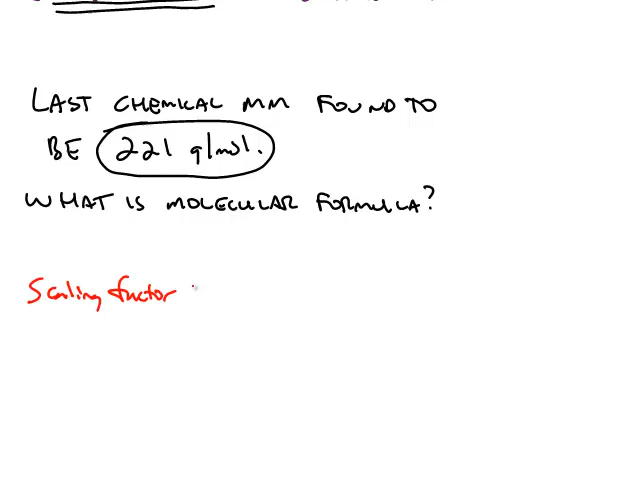 LAST CHEMICAL MM FOUND TO
BE 221 g/mol.
WHAT IS MOLECULAR FORMULA?
Scaling factor